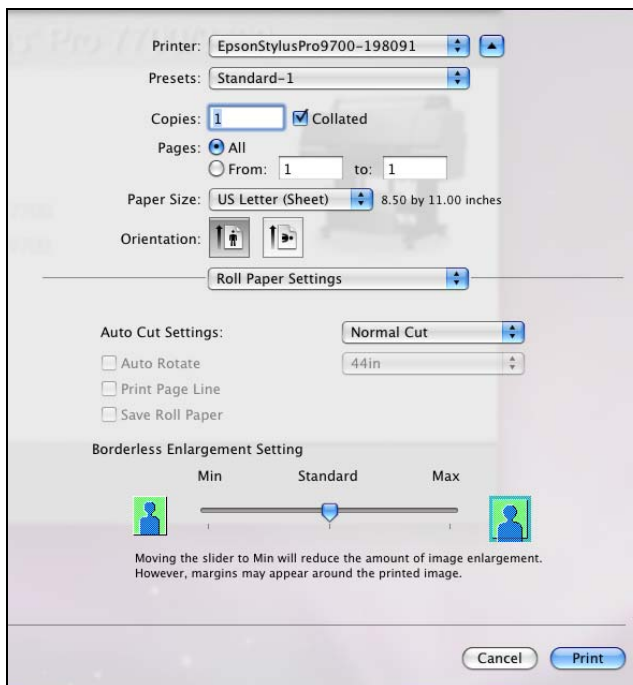 Printer: EpsonStylusPro9700-198091
Presets: Standard-1
Copies: 1 Collated
Pages: All
From: 1 to: 1
Paper Size: US Letter (Sheet) 8.50 by 11.00 inches
Orientation:
Roll Paper Settings
Auto Cut Settings: Normal Cut
Auto Rotate 44in
Print Page Line
Save Roll Paper
Borderless Enlargement Setting
Min Standard Max
Moving the slider to Min will reduce the amount of image enlargement.
However, margins may appear around the printed image.
Cancel Print